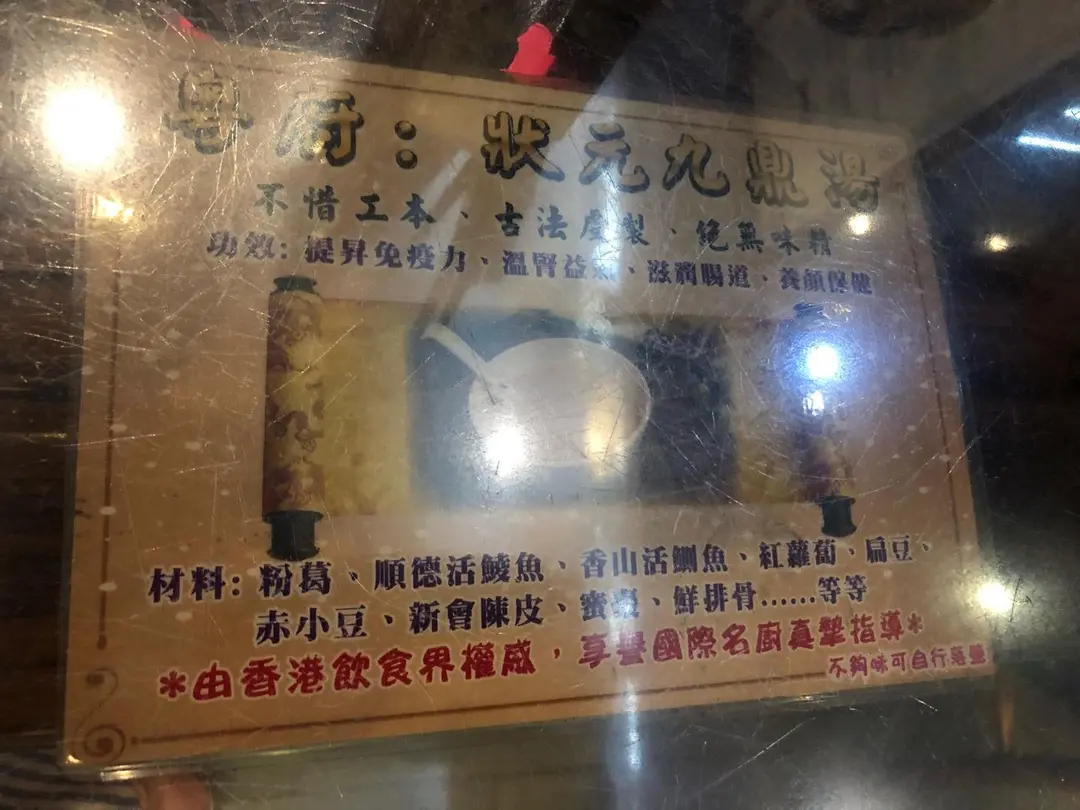 粵府：狀元九鼎湯
不惜工本、古法虔製、絕無味精
功效: 提昇免疫力、溫腎益氣、滋潤腸道、養顏保健
材料: 粉葛、順德活鯪魚、香山活鯽魚、紅蘿蔔、扁豆、
赤小豆、新會陳皮、蜜棗、鮮排骨......等等
*由香港飲食界權威，享譽國際名廚真摯指導*
不夠味可自行落鹽